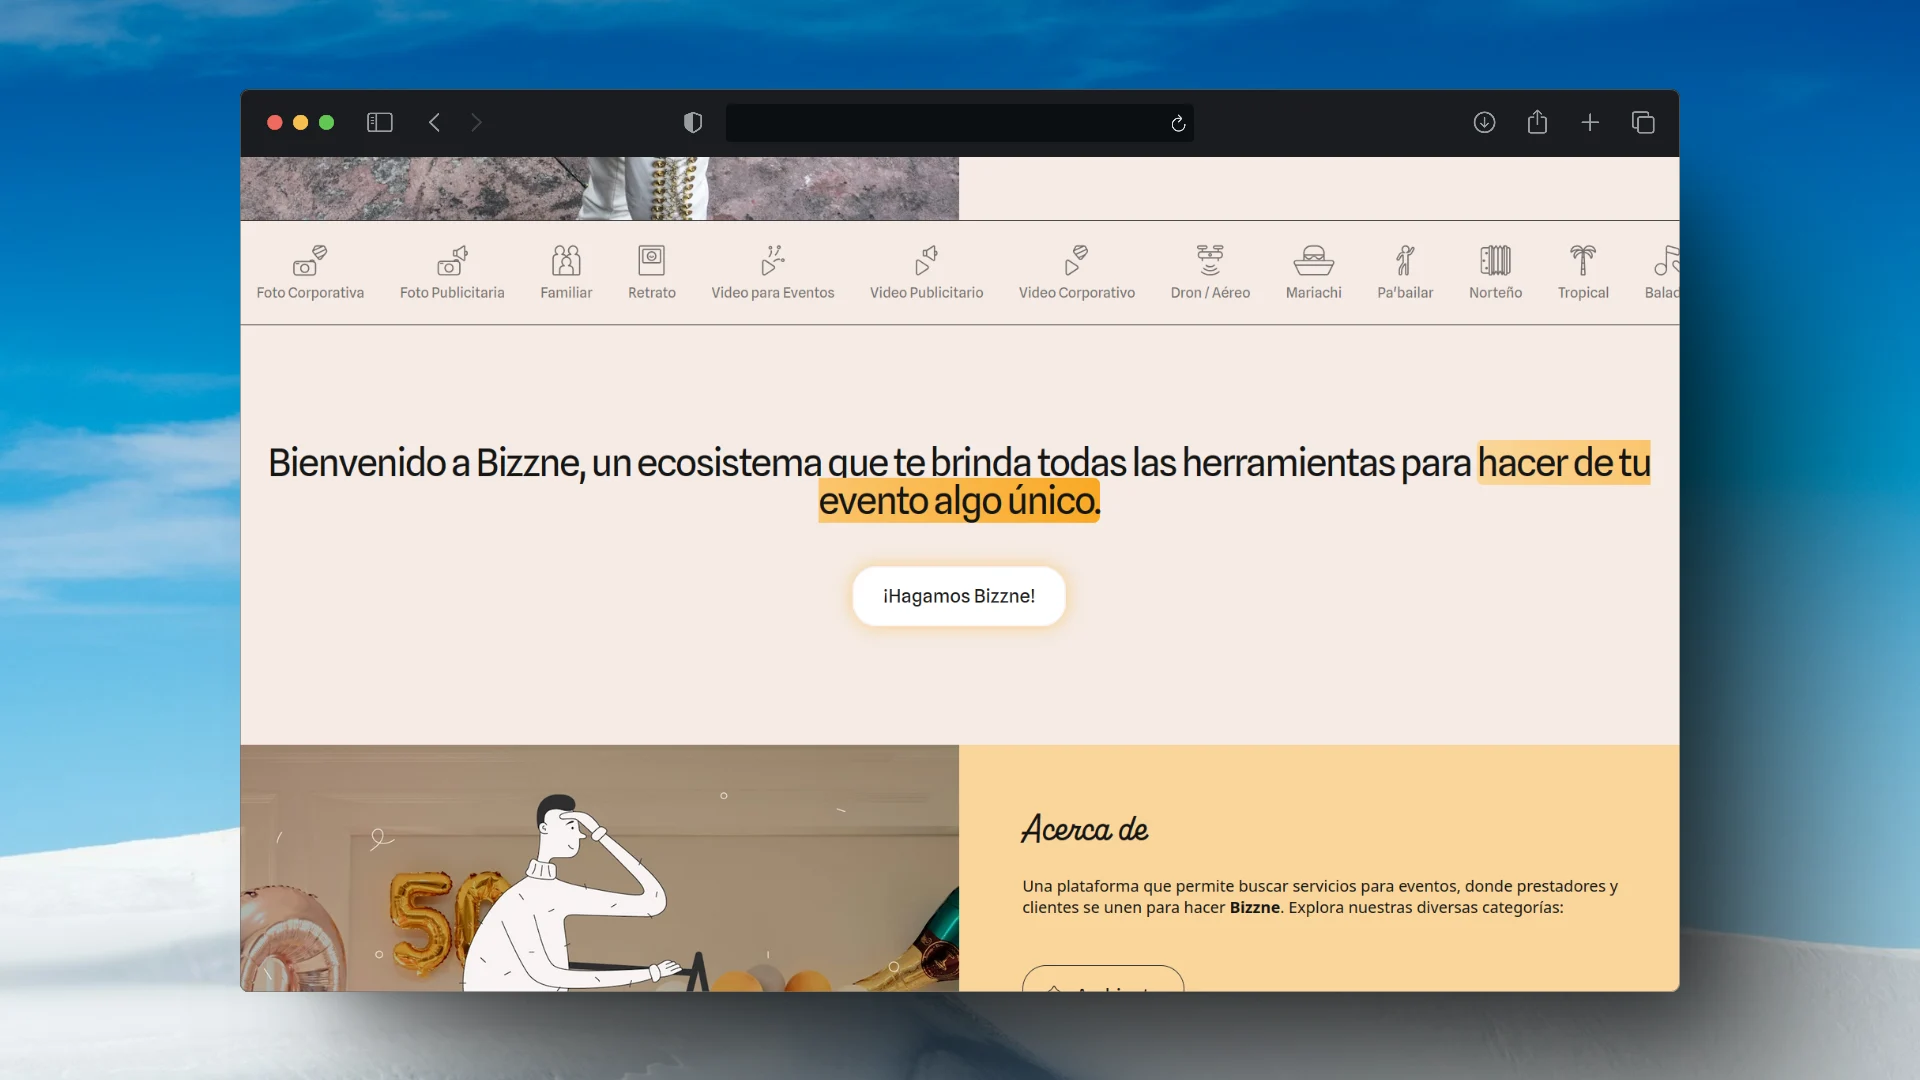 Foto Corporativa
Foto Publicitaria
Familiar
Retrato
Video para Eventos
Video Publicitario
Video Corporativo
Dron / Aéreo
Mariachi
Pa'bailar
Norteño
Tropical
Balad
Bienvenido a Bizzne, un ecosistema que te brinda todas las herramientas para hacer de tu
evento algo único.
¡Hagamos Bizzne!
50
Acerca de
Una plataforma que permite buscar servicios para eventos, donde prestadores y
clientes se unen para hacer Bizzne. Explora nuestras diversas categorías: